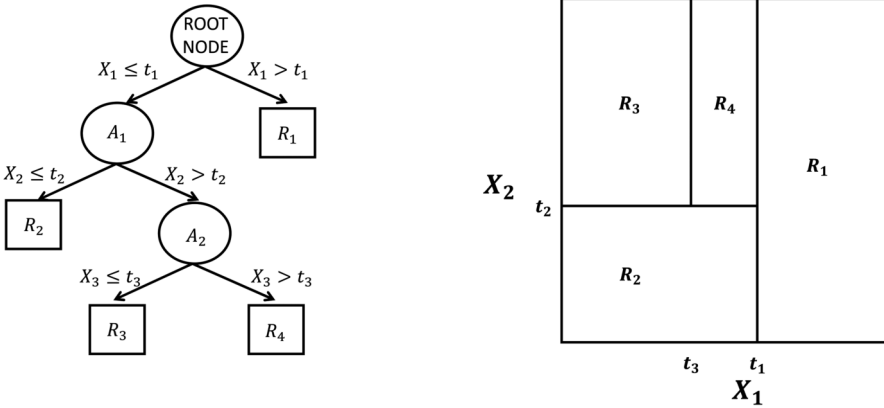 ROOT
NODE
X₁ ≤ t₁
X₁ > t₁
A₁
R₁
X₂ ≤ t₂
X₂ > t₂
R₂
A₂
X₃ ≤ t₃
X₃ > t₃
R₃
R₄
R₃
R₄
R₁
X₂
t₂
R₂
t₃
t₁
X₁